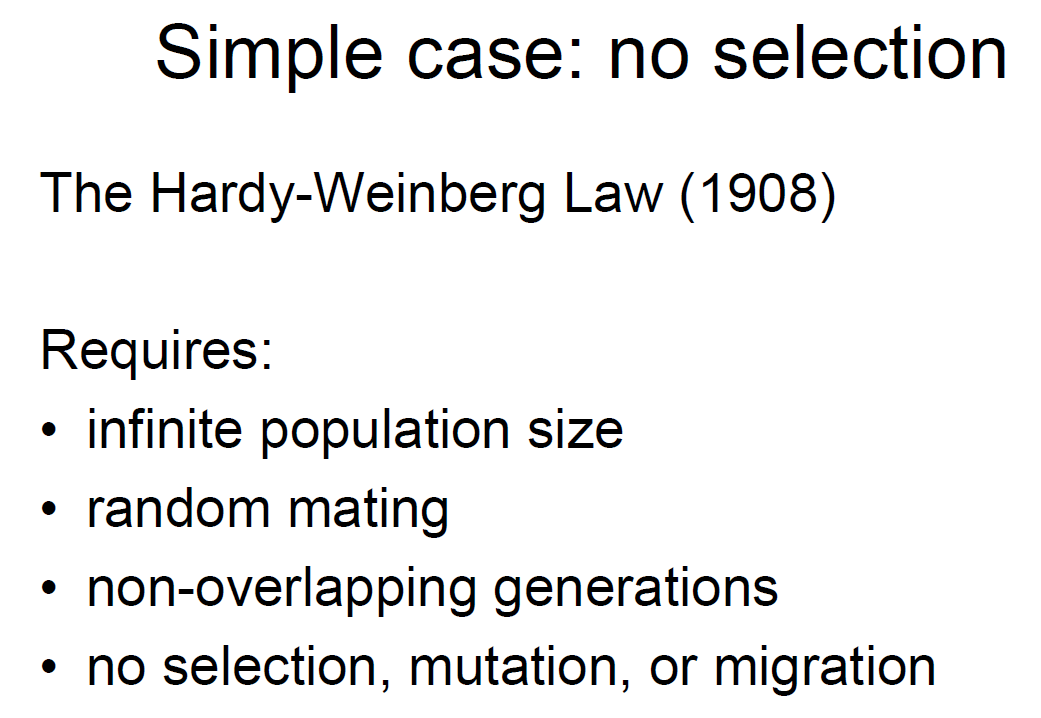 Simple case: no selection
The Hardy-Weinberg Law (1908)
Requires:
• infinite population size
• random mating
• non-overlapping generations
• no selection, mutation, or migration